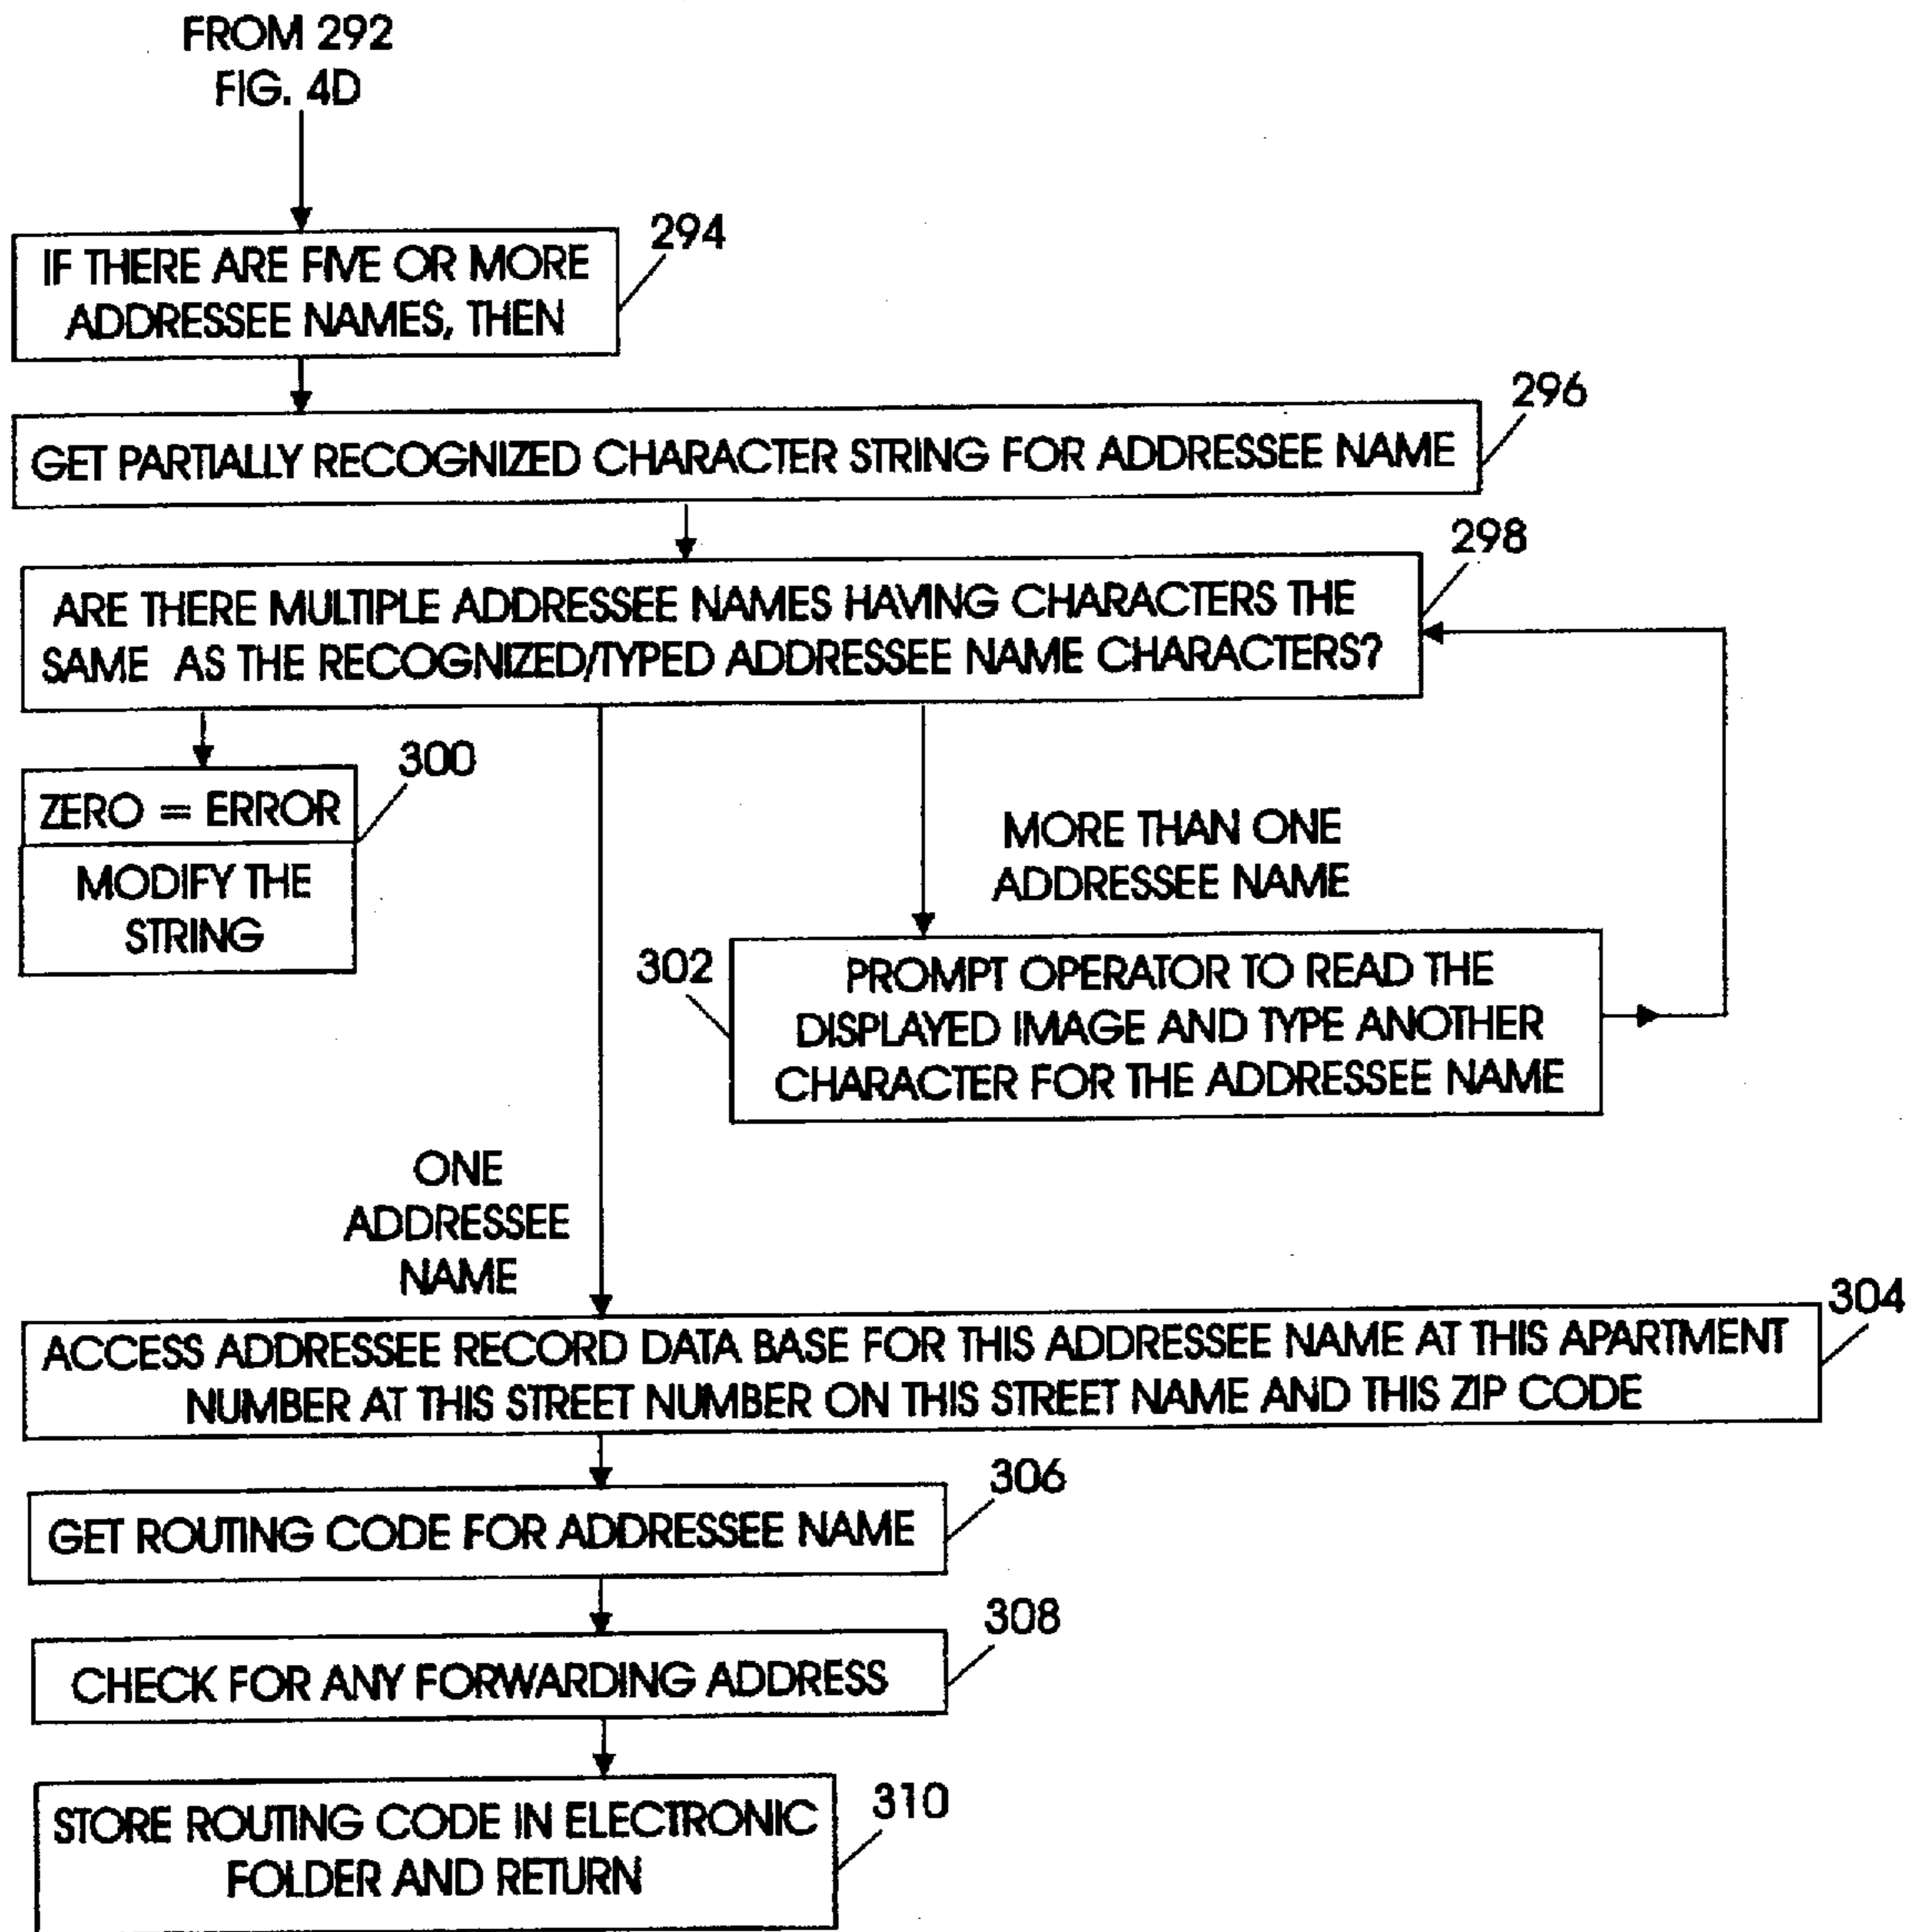 FROM 292
FIG. 4D
294
IF THERE ARE FIVE OR MORE
ADDRESSEE NAMES, THEN
296
GET PARTIALLY RECOGNIZED CHARACTER STRING FOR ADDRESSEE NAME
298
ARE THERE MULTIPLE ADDRESSEE NAMES HAVING CHARACTERS THE
SAME AS THE RECOGNIZED/TYPED ADDRESSEE NAME CHARACTERS?
300
ZERO = ERROR
MODIFY THE
STRING
MORE THAN ONE
ADDRESSEE NAME
302
PROMPT OPERATOR TO READ THE
DISPLAYED IMAGE AND TYPE ANOTHER
CHARACTER FOR THE ADDRESSEE NAME
ONE
ADDRESSEE
NAME
304
ACCESS ADDRESSEE RECORD DATA BASE FOR THIS ADDRESSEE NAME AT THIS APARTMENT
NUMBER AT THIS STREET NUMBER ON THIS STREET NAME AND THIS ZIP CODE
306
GET ROUTING CODE FOR ADDRESSEE NAME
308
CHECK FOR ANY FORWARDING ADDRESS
310
STORE ROUTING CODE IN ELECTRONIC
FOLDER AND RETURN